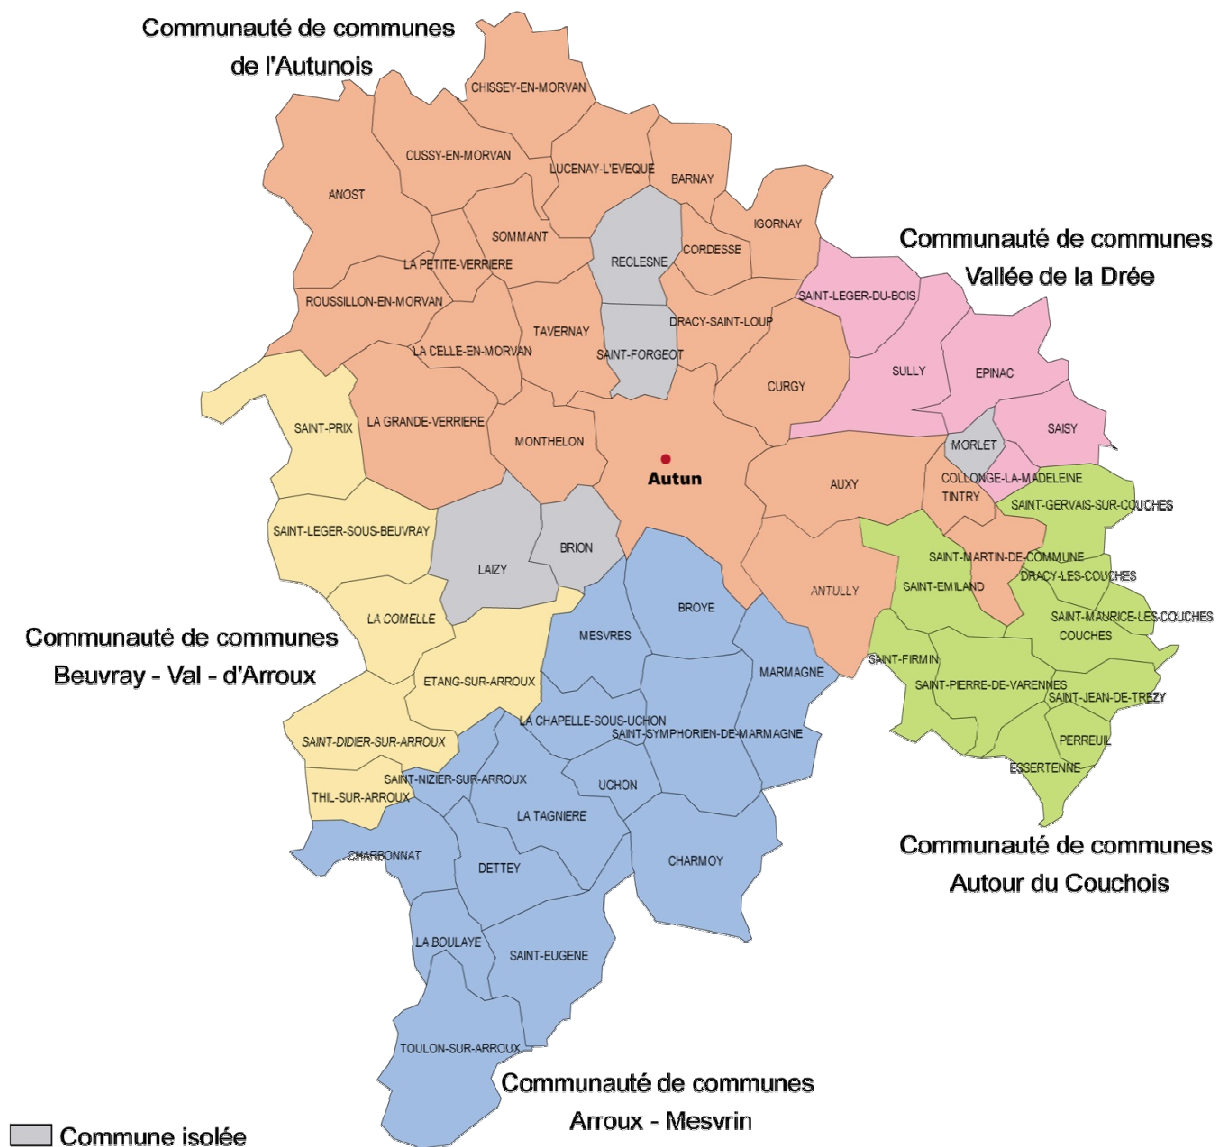 Communauté de communes
de l'Autunois
CHISSEY-EN-MORVAN
CUSSY-EN-MORVAN
LUCENAY-L'EVEQUE
BARNAY
ANOST
IGORNAY
SOMMANT
CORDESSE
LA PETITE-VERRIERE
RECLESNE
Communauté de communes
Vallée de la Drée
ROUSSILLON-EN-MORVAN
SAINT-LEGER-DU-BOIS
DRACY-SAINT-LOUP
TAVERNAY
LA CELLE-EN-MORVAN
SAINT-FORGEOT
SULLY
EPINAC
CURGY
LA GRANDE-VERRIERE
SAINT-PRIX
MONTHELON
SAISY
MORLET
Autun
AUXY
COLLONGE-LA-MADELEINE
TINTRY
SAINT-GERVAIS-SUR-COUCHES
SAINT-LEGER-SOUS-BEUVRAY
BRION
LAIZY
SAINT-MARTIN-DE-COMMUNE
DRACY-LES-COUCHES
SAINT-EMILAND
ANTULLY
LA COMELLE
BROYE
SAINT-MAURICE-LES-COUCHES
COUCHES
MESVRES
Communauté de communes
Beuvray - Val - d'Arroux
SAINT-FIRMIN
MARMAGNE
ETANG-SUR-ARROUX
SAINT-PIERRE-DE-VARENNES
SAINT-JEAN-DE-TREZY
LA CHAPELLE-SOUS-UCHON
SAINT-SYMPHORIEN-DE-MARMAGNE
SAINT-DIDIER-SUR-ARROUX
PERREUIL
ESSERTENNE
SAINT-NIZIER-SUR-ARROUX
UCHON
THIL-SUR-ARROUX
LA TAGNIERE
Communauté de communes
Autour du Couchois
CHARBONNAT
DETTEY
CHARMOY
LA BOULAYE
SAINT-EUGENE
TOULON-SUR-ARROUX
Communauté de communes
Arroux - Mesvrin
Commune isolée